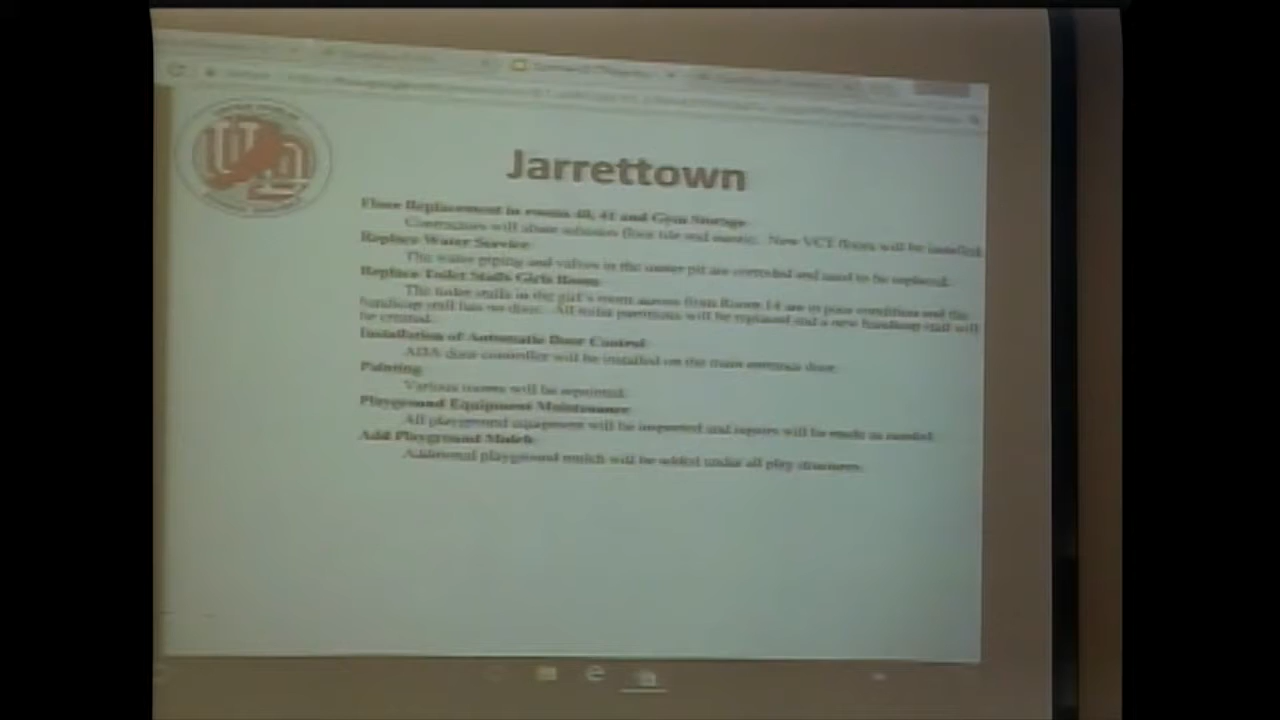 Jarrettown
Floor Replacement in rooms 40, 41 and Gym Storage
Contractors will abate asbestos floor tile and mastic. New VCT floors will be installed.
Replace Water Service
The water piping and valves in the meter pit are corroded and need to be replaced.
Replace Toilet Stalls Girls Room
The toilet stalls in the girl's room across from Room 14 are in poor condition and the
handicap stall has no door. All toilet partitions will be replaced and a new handicap stall will
be created.
Installation of Automatic Door Control
ADA door controller will be installed on the main entrance door.
Painting
Various rooms will be repainted.
Playground Equipment Maintenance
All playground equipment will be inspected and repairs will be made as needed.
Add Playground Mulch
Additional playground mulch will be added under all play structures.